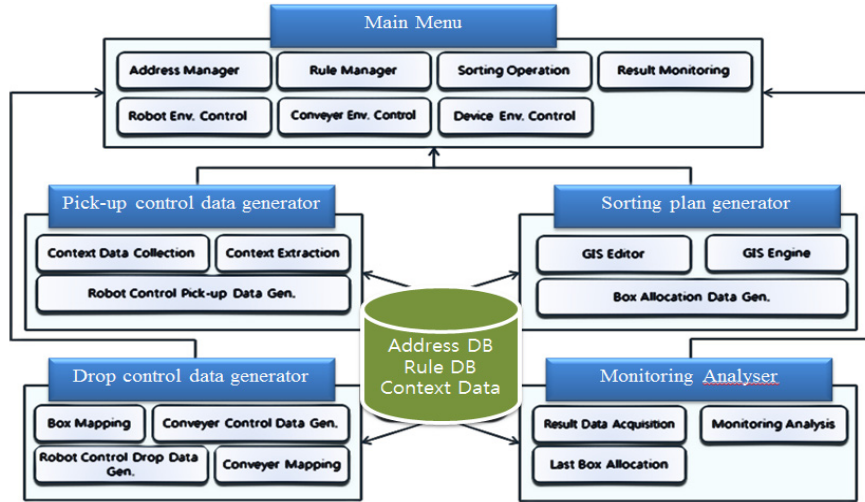 Main Menu
Address Manager
Rule Manager
Sorting Operation
Result Monitoring
Robot Env. Control
Conveyer Env. Control
Device Env. Control
Pick-up control data generator
Context Data Collection
Context Extraction
Robot Control Pick-up Data Gen.
Sorting plan generator
GIS Editor
GIS Engine
Box Allocation Data Gen.
Address DB
Rule DB
Context Data
Drop control data generator
Box Mapping
Conveyer Control Data Gen.
Robot Control Drop Data
Gen.
Conveyer Mapping
Monitoring Analyser
Result Data Acquisition
Monitoring Analysis
Last Box Allocation